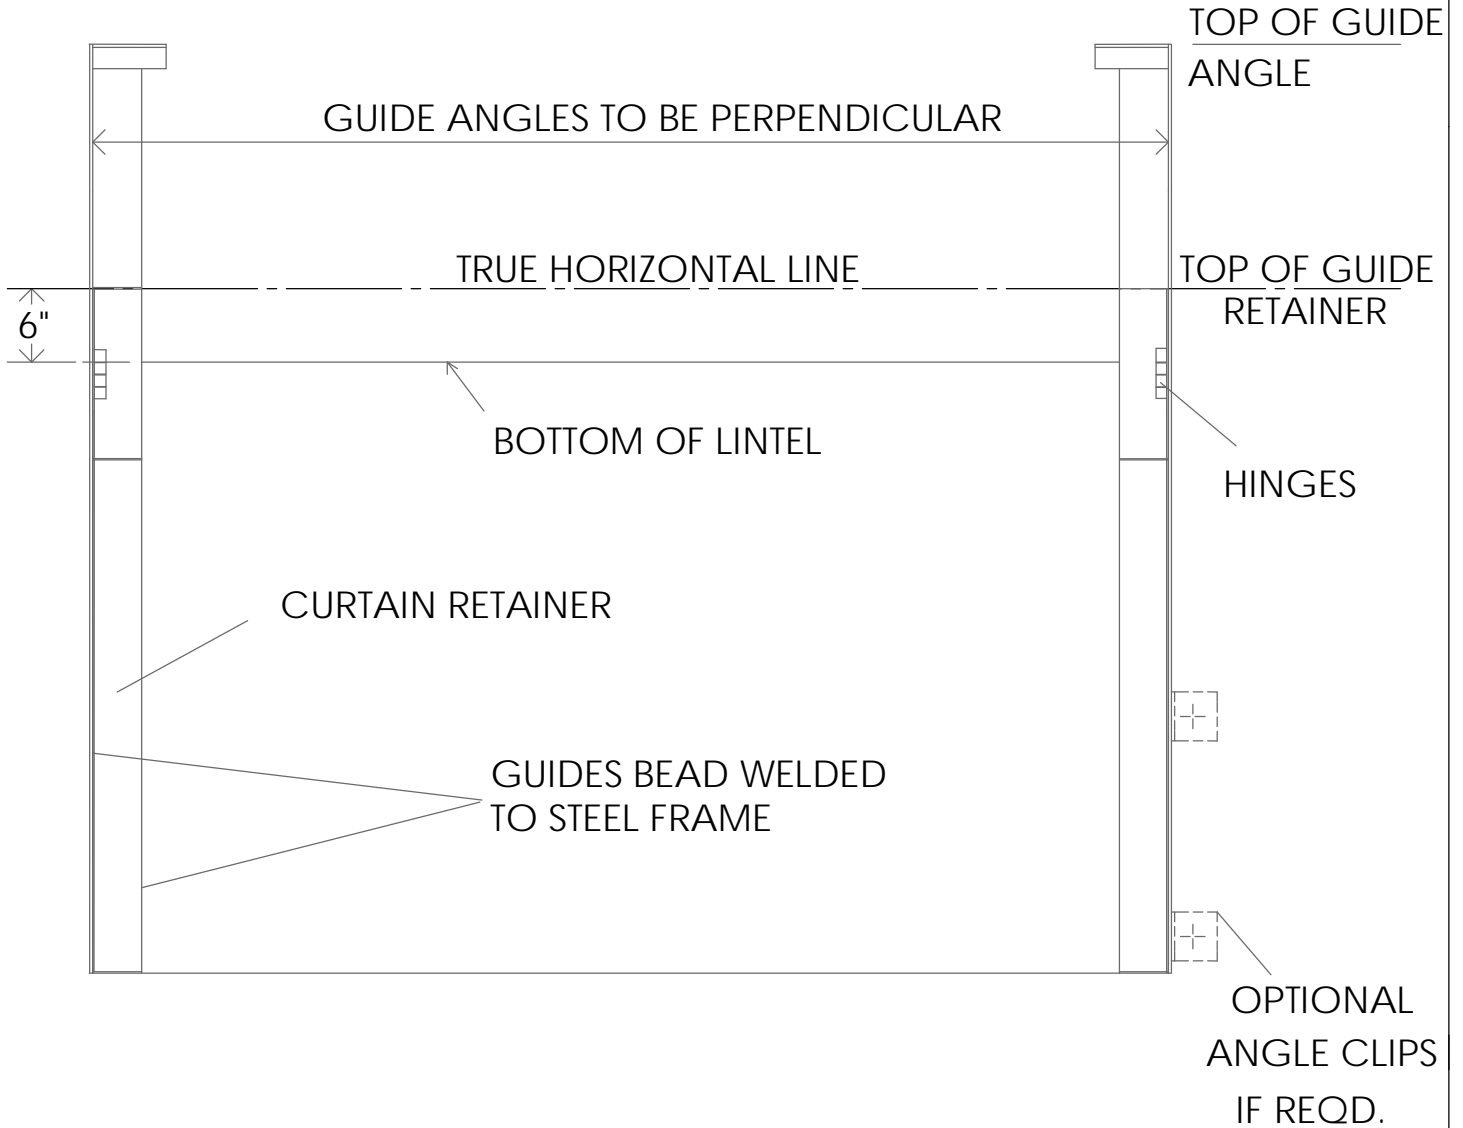 TOP OF GUIDE
ANGLE
GUIDE ANGLES TO BE PERPENDICULAR
TRUE HORIZONTAL LINE
TOP OF GUIDE
RETAINER
6"
BOTTOM OF LINTEL
HINGES
CURTAIN RETAINER
GUIDES BEAD WELDED
TO STEEL FRAME
OPTIONAL
ANGLE CLIPS
IF REQD.